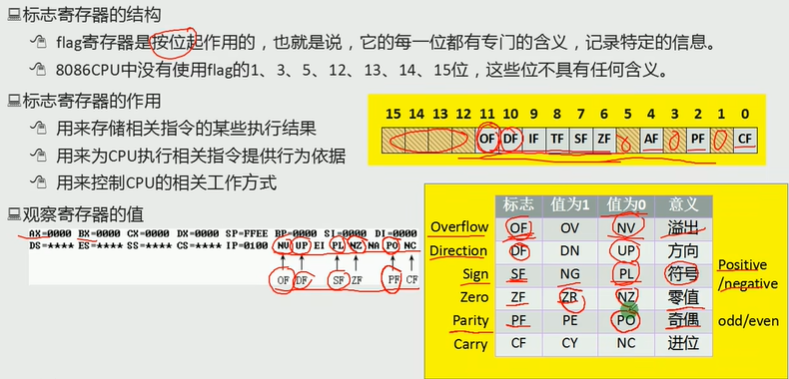 标志寄存器的结构
flag寄存器是按位起作用的，也就是说，它的每一位都有专门的含义，记录特定的信息。
8086CPU中没有使用flag的1、3、5、12、13、14、15位，这些位不具有任何含义。
标志寄存器的作用
用来存储相关指令的某些执行结果
用来为CPU执行相关指令提供行为依据
用来控制CPU的相关工作方式
15 14 13 12 11 10 9 8 7 6 5 4 3 2 1 0
OF DF IF TF SF ZF AF PF CF
观察寄存器的值
AX=0000 BX=0000 CX=0000 DX=0000 SP=FFEE BP=0000 SI=0000 DI=0000
DS=**** ES=**** SS=**** CS=**** IP=0100 NV UP EI PL NZ NA PO NC
OF DF SF ZF PF CF
标志 值为1 值为0 意义
Overflow OF OV NV 溢出
Direction DF DN UP 方向
Sign SF NG PL 符号 Positive
/negative
Zero ZF ZR NZ 零值
Parity PF PE PO 奇偶 odd/even
Carry CF CY NC 进位